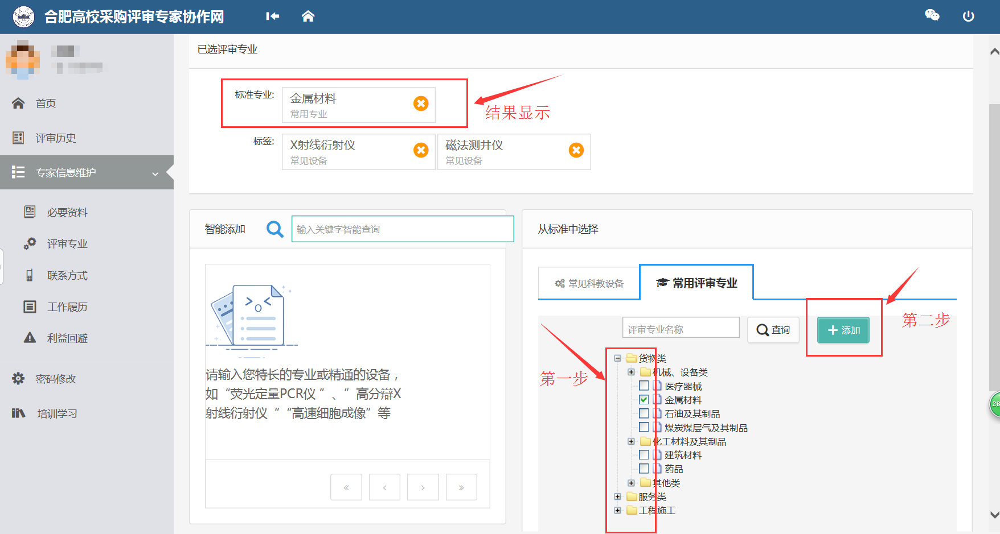 合肥高校采购评审专家协作网
首页
评审历史
专家信息维护
必要资料
评审专业
联系方式
工作履历
利益回避
密码修改
培训学习
已选评审专业
标准专业:
金属材料
常用专业
结果显示
标签:
X射线衍射仪
常见设备
磁法测井仪
常见设备
智能添加
输入关键字智能查询
请输入您特长的专业或精通的设备，
如“荧光定量PCR仪 ”、”高分辩X
射线衍射仪“ “高速细胞成像”等
«
‹
›
»
从标准中选择
常见科教设备
常用评审专业
评审专业名称
查询
添加
第二步
第一步
货物类
机械、设备类
医疗器械
金属材料
石油及其制品
煤炭煤层气及其制品
化工材料及其制品
建筑材料
药品
其他类
服务类
工程施工
28